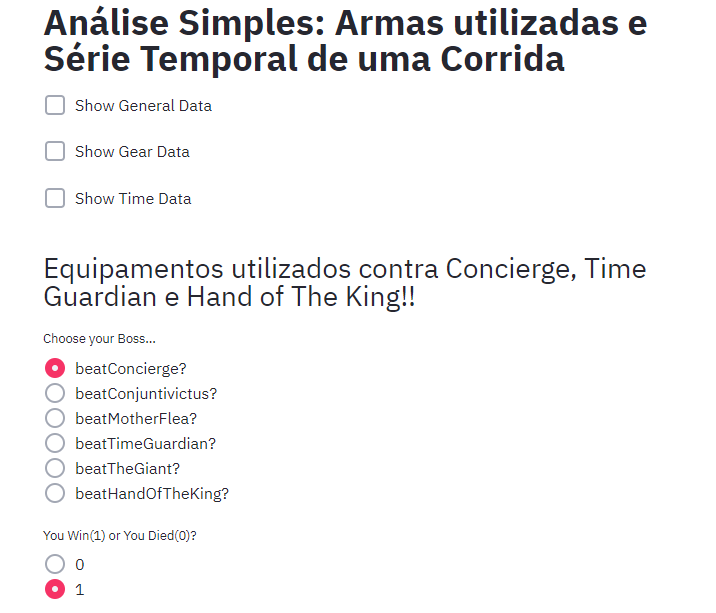 Análise Simples: Armas utilizadas e
Série Temporal de uma Corrida
Show General Data
Show Gear Data
Show Time Data
Equipamentos utilizados contra Concierge, Time
Guardian e Hand of The King!!
Choose your Boss...
beatConcierge?
beatConjuntivictus?
beatMotherFlea?
beatTimeGuardian?
beatTheGiant?
beatHandOfTheKing?
You Win(1) or You Died(0)?
0
1